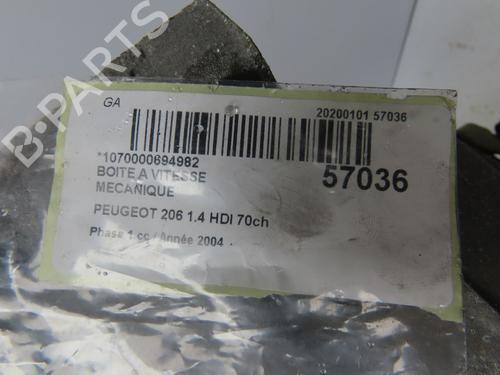 B-PARTS
GA
20200101 57036
*1070000694982
BOITE A VITESSE
MECANIQUE
57036
PEUGEOT 206 1.4 HDI 70ch
Phase 1 cc / Année 2004